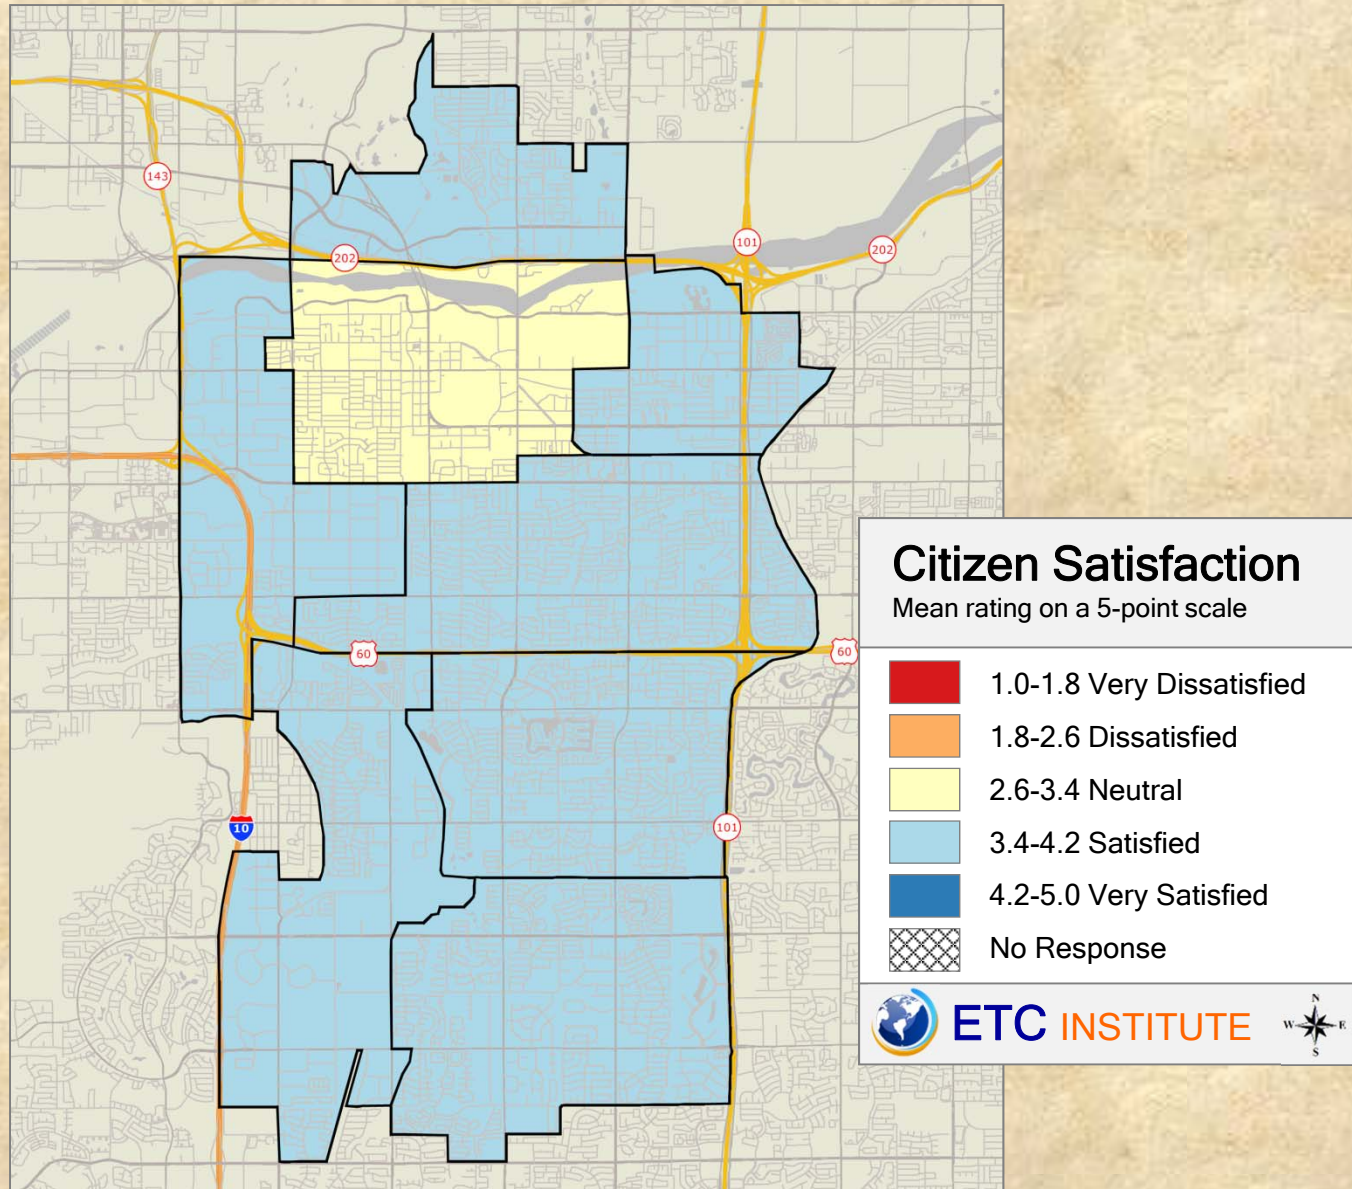 143
202
101
202
60
60
10
101
Citizen Satisfaction
Mean rating on a 5-point scale
1.0-1.8 Very Dissatisfied
1.8-2.6 Dissatisfied
2.6-3.4 Neutral
3.4-4.2 Satisfied
4.2-5.0 Very Satisfied
No Response
ETC INSTITUTE
N
W E
S